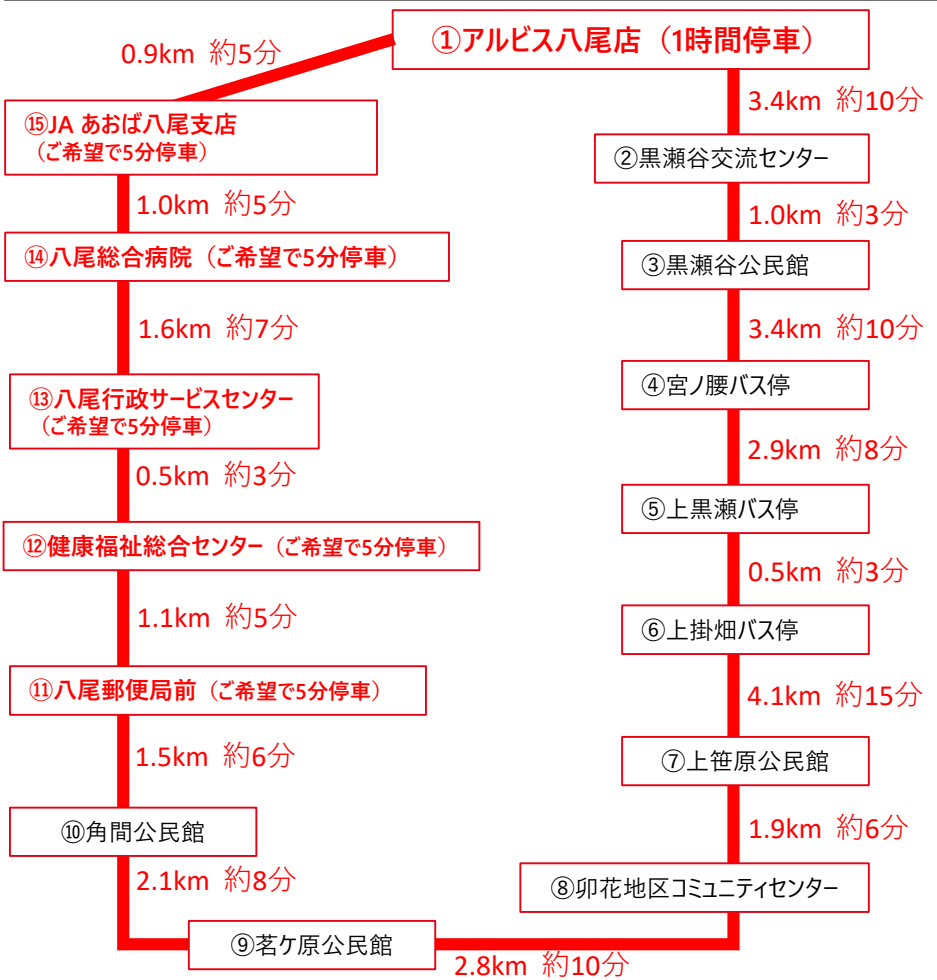 ①アルビス八尾店（1時間停車）
3.4km 約10分
②黒瀬谷交流センター
1.0km 約3分
③黒瀬谷公民館
3.4km 約10分
④宮ノ腰バス停
2.9km 約8分
⑤上黒瀬バス停
0.5km 約3分
⑥上掛畑バス停
4.1km 約15分
⑦上笹原公民館
1.9km 約6分
⑧卯花地区コミュニティセンター
2.8km 約10分
⑨茗ケ原公民館
2.1km 約8分
⑩角間公民館
1.5km 約6分
⑪八尾郵便局前（ご希望で5分停車）
1.1km 約5分
⑫健康福祉総合センター（ご希望で5分停車）
0.5km 約3分
⑬八尾行政サービスセンター
（ご希望で5分停車）
1.6km 約7分
⑭八尾総合病院（ご希望で5分停車）
1.0km 約5分
⑮JA あおば八尾支店
（ご希望で5分停車）
0.9km 約5分